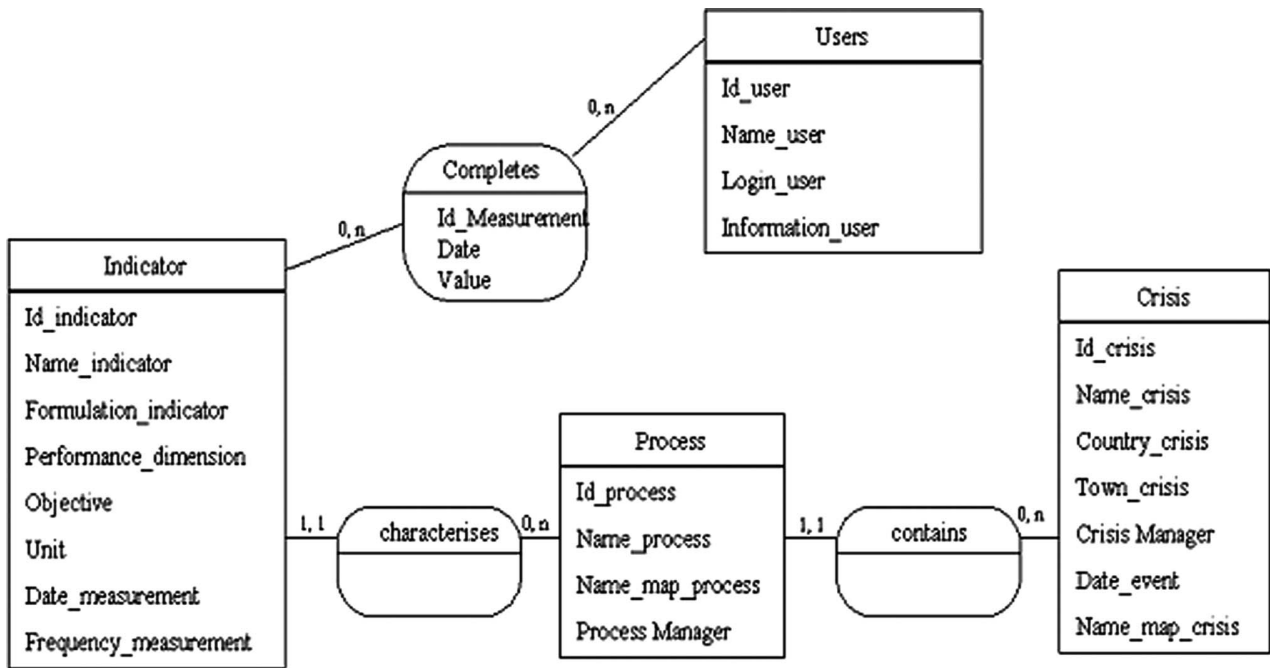 Users
Id_user
Name_user
Login_user
Information_user
0, n
Completes
Id_Measurement
Date
Value
0, n
Indicator
Id_indicator
Name_indicator
Formulation_indicator
Performance_dimension
Objective
Unit
Date_measurement
Frequency_measurement
1, 1
characterises
0, n
Process
Id_process
Name_process
Name_map_process
Process Manager
1, 1
contains
0, n
Crisis
Id_crisis
Name_crisis
Country_crisis
Town_crisis
Crisis Manager
Date_event
Name_map_crisis